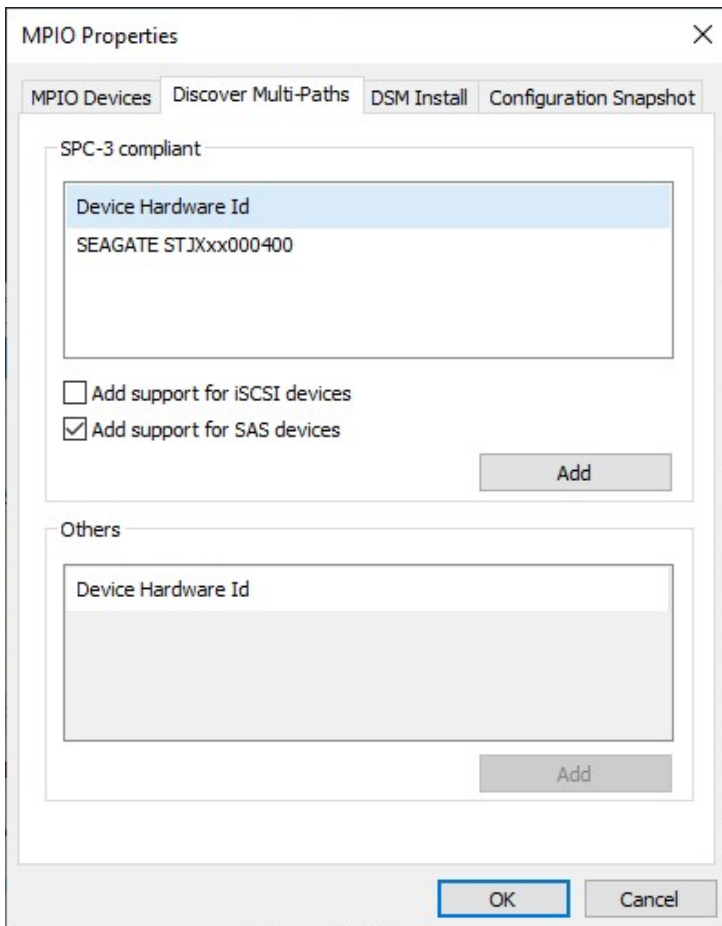 MPIO Properties
MPIO Devices Discover Multi-Paths DSM Install Configuration Snapshot
SPC-3 compliant
Device Hardware Id
SEAGATE STJXxx000400
Add support for iSCSI devices
Add support for SAS devices
Add
Others
Device Hardware Id
Add
OK Cancel